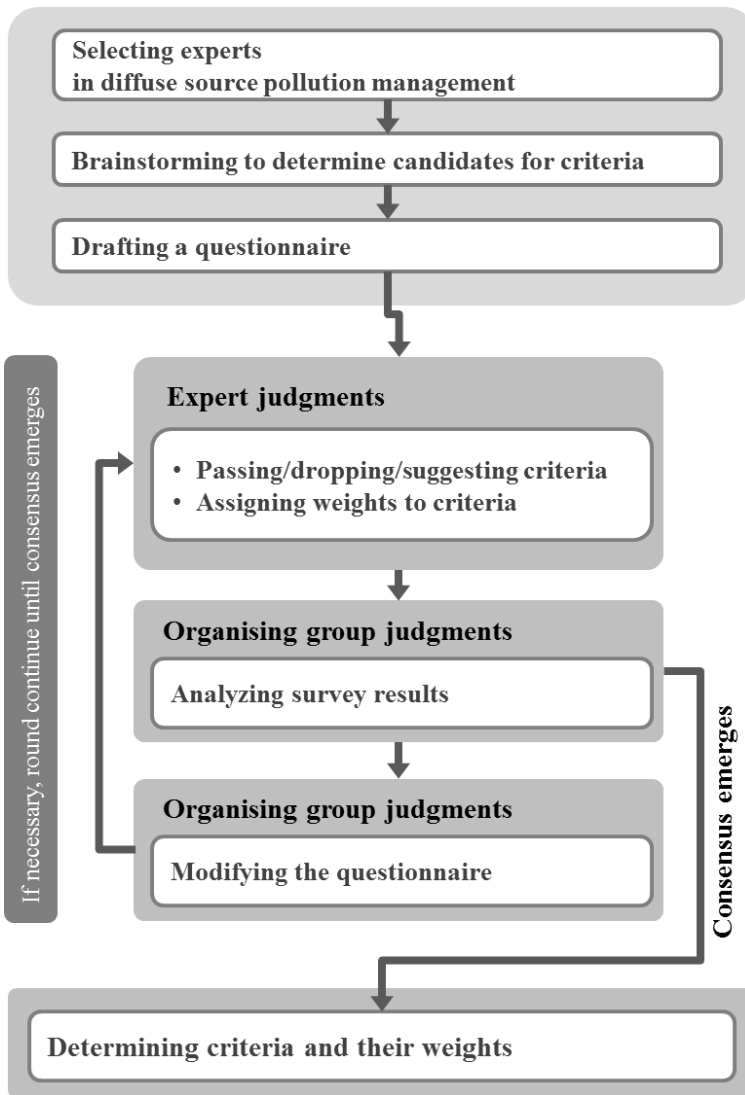 Selecting experts
in diffuse source pollution management
Brainstorming to determine candidates for criteria
Drafting a questionnaire
If necessary, round continue until consensus emerges
Expert judgments
• Passing/dropping/suggesting criteria
• Assigning weights to criteria
Organising group judgments
Analyzing survey results
Organising group judgments
Modifying the questionnaire
Consensus emerges
Determining criteria and their weights